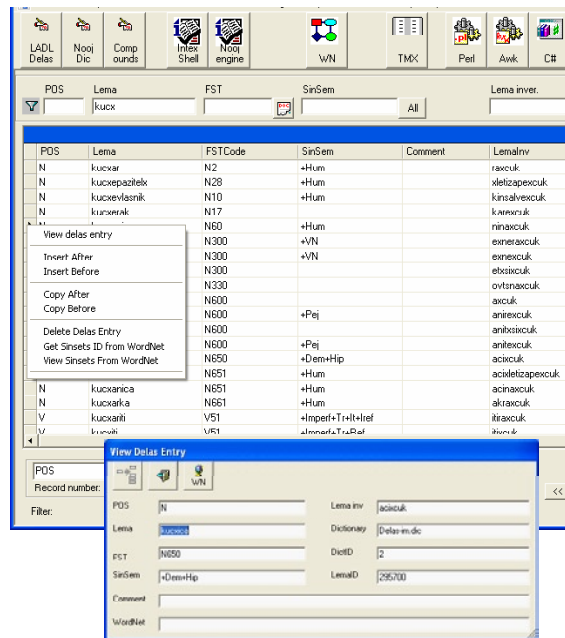 LADL Delas Nooj Dic Comp ounds Intex Shell Nooj engine WN TMX Perl Awk C#
POS Lema FST SinSem Lema inver.
kucx All
POS Lema FSTCode SinSem Comment LemaInv
N kucxar N2 +Hum raxcuk
N kucxepazitelx N28 +Hum xletizapexcuk
N kucxevlasnik N10 +Hum kinsalvexcuk
N kucxerak N17 karexcuk
N60 +Hum ninaxcuk
View delas entry
N300 +VN exneraxcuk
Insert After N300 +VN exnexcuk
Insert Before N300 etxsixcuk
N330 ovtsnaxcuk
Copy After N600 axcuk
Copy Before N600 +Pej anirexcuk
Delete Delas Entry N600 anitxsixcuk
Get Sinsets ID from WordNet N600 +Pej anitexcuk
View Sinsets From WordNet N650 +Dem+Hip acixcuk
N651 +Hum acixletizapexcuk
N kucxanica N651 +Hum acinaxcuk
N kucxarka N661 +Hum akraxcuk
V kucxariti V51 +Imperf+Tr+It+Iref itiraxcuk
V kucxiti V51 +Imperf+Tr+Ref itixcuk
POS
Record number: <<
Filter:
View Delas Entry
WN
POS N Lema inv acixcuk
Lema kucxica Dictionary Delas-im.dic
FST N650 DictID 2
SinSem +Dem+Hip LemaID 295700
Comment
WordNet